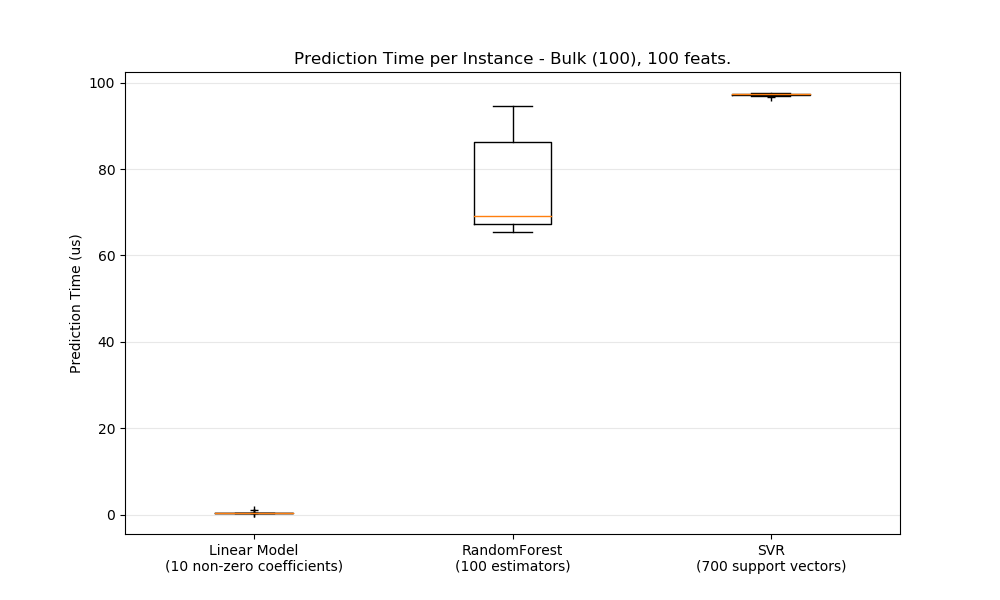 Prediction Time per Instance - Bulk (100), 100 feats.
100
80
60
40
20
0
Prediction Time (us)
Linear Model
(10 non-zero coefficients)
RandomForest
(100 estimators)
SVR
(700 support vectors)